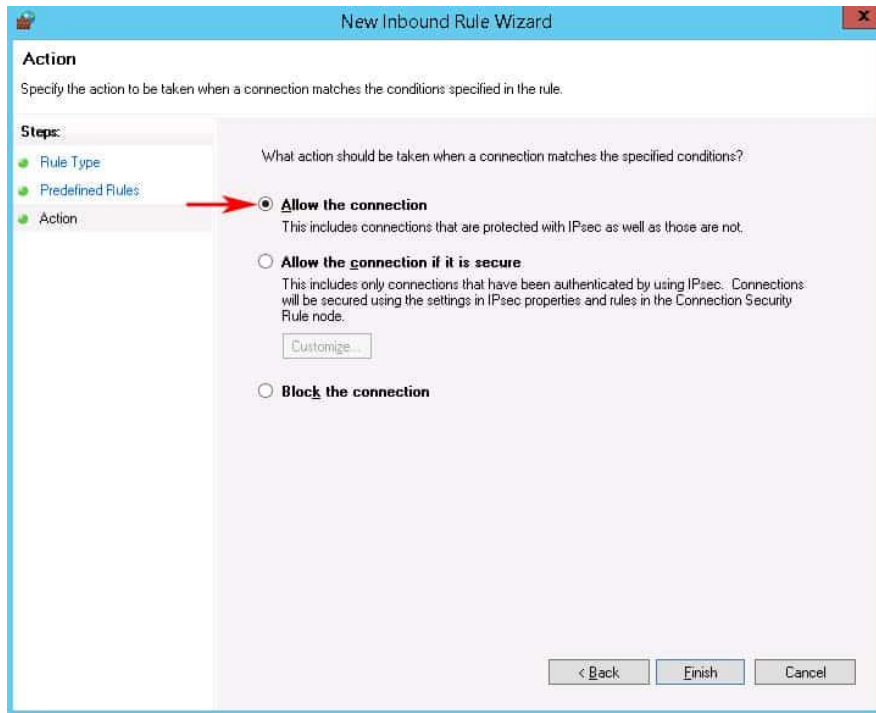 New Inbound Rule Wizard
x
Action
Specify the action to be taken when a connection matches the conditions specified in the rule.
Steps:
Rule Type
Predefined Rules
Action
What action should be taken when a connection matches the specified conditions?
Allow the connection
This includes connections that are protected with IPsec as well as those are not.
Allow the connection if it is secure
This includes only connections that have been authenticated by using IPsec. Connections
will be secured using the settings in IPsec properties and rules in the Connection Security
Rule node.
Customize...
Block the connection
< Back
Finish
Cancel